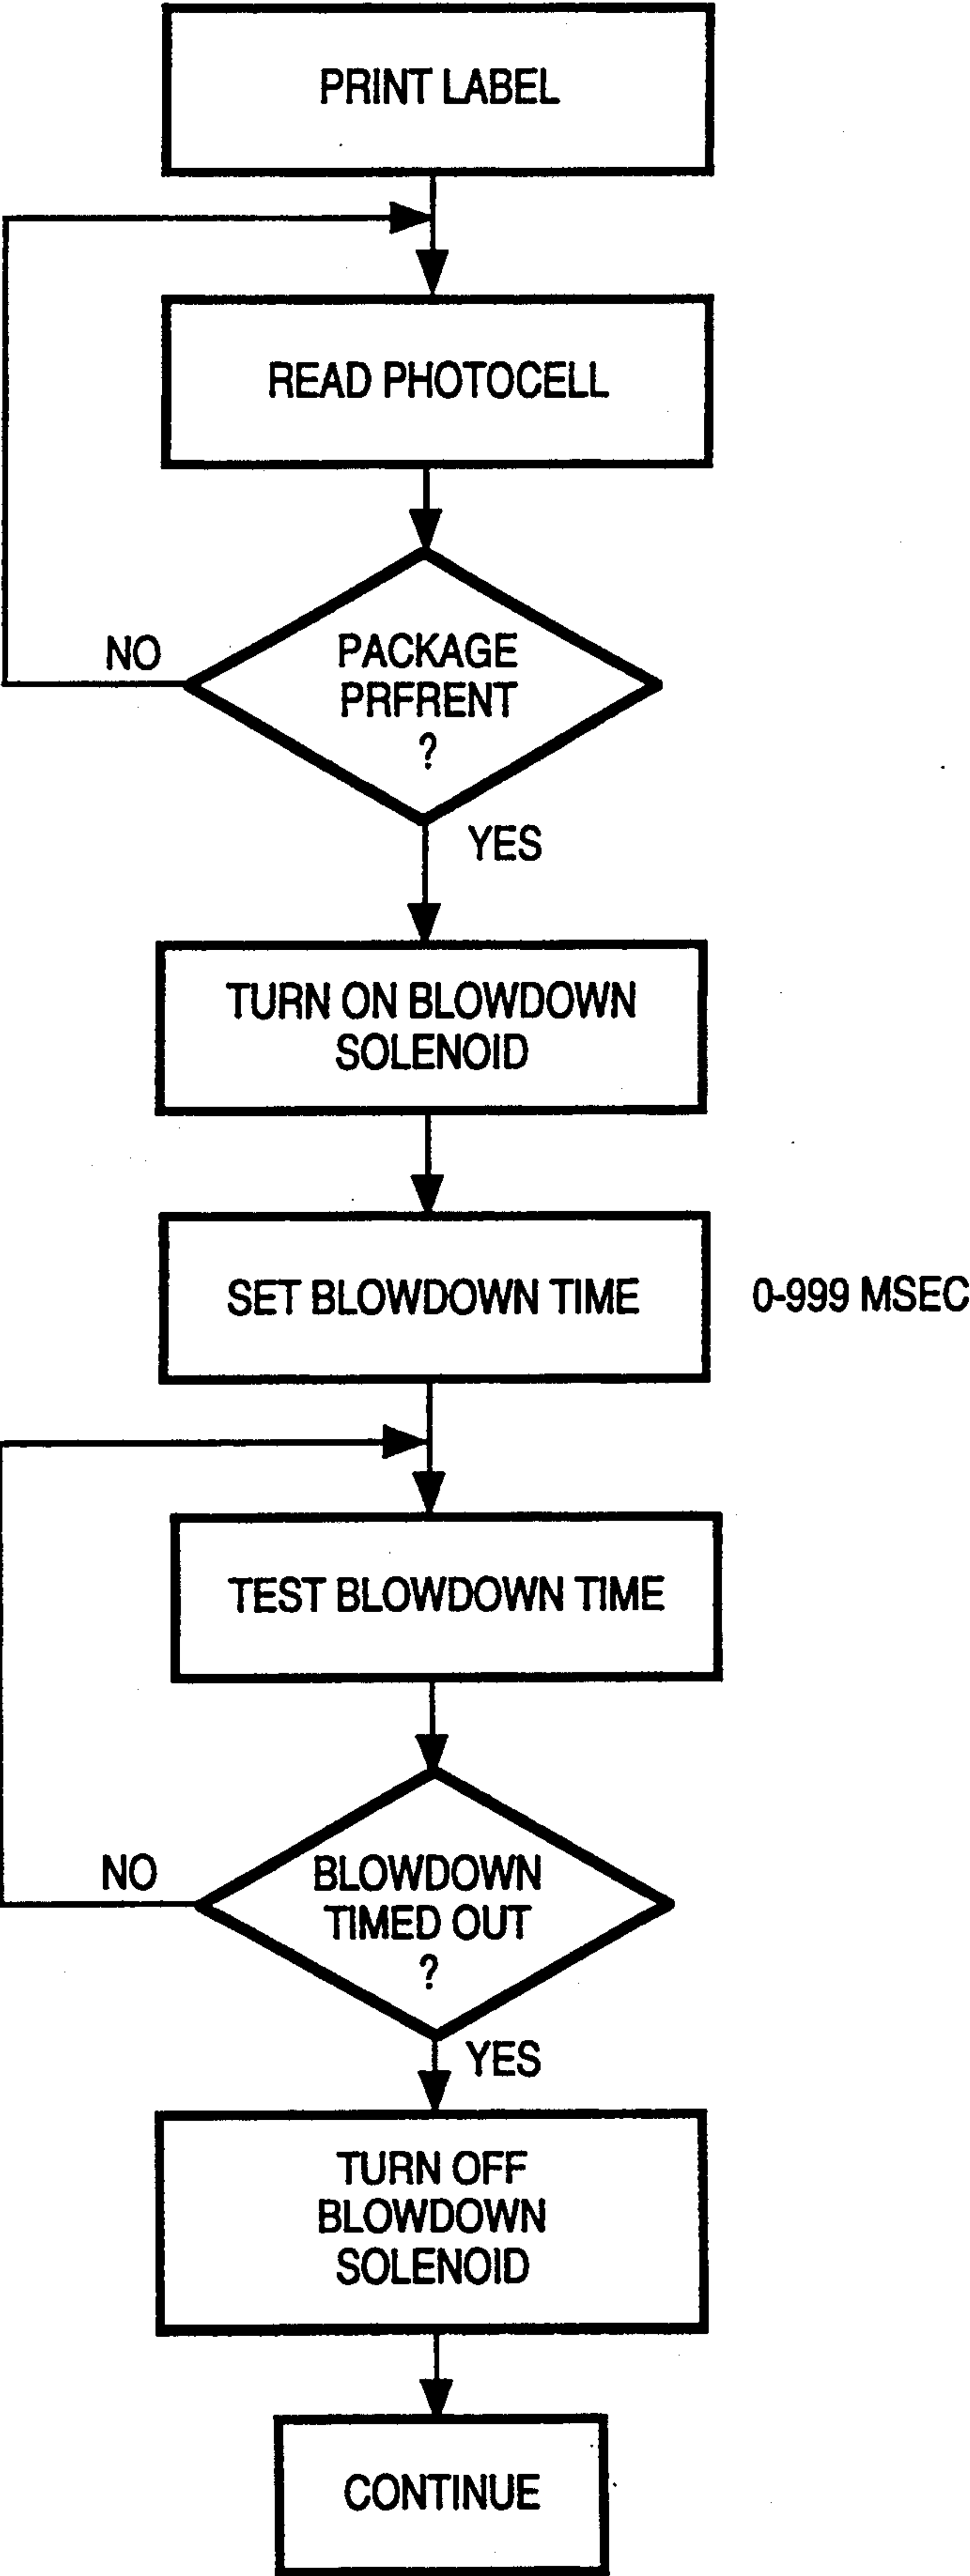 PRINT LABEL
READ PHOTOCELL
PACKAGE
PRFRENT
?
NO
YES
TURN ON BLOWDOWN
SOLENOID
SET BLOWDOWN TIME
0-999 MSEC
TEST BLOWDOWN TIME
BLOWDOWN
TIMED OUT
?
NO
YES
TURN OFF
BLOWDOWN
SOLENOID
CONTINUE